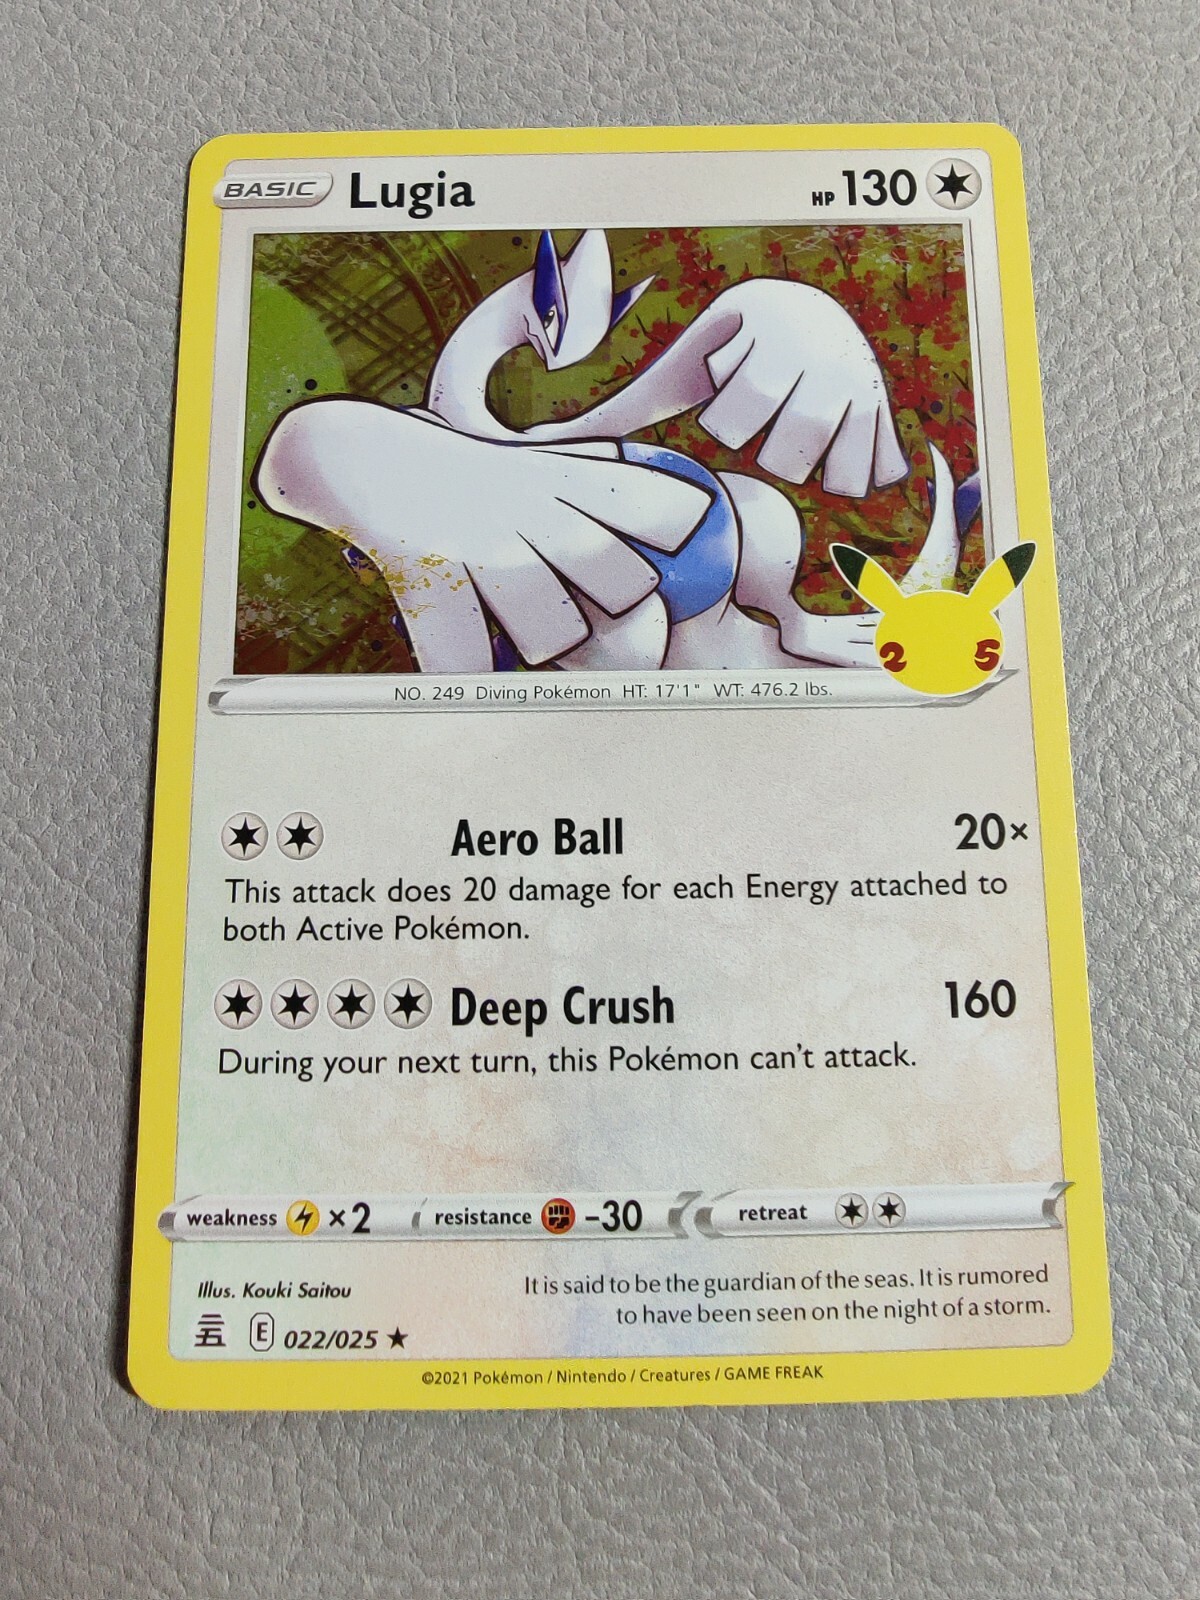 BASIC Lugia HP 130
2 5
NO. 249 Diving Pokémon HT: 17'1" WT: 476.2 lbs.
Aero Ball 20×
This attack does 20 damage for each Energy attached to
both Active Pokémon.
Deep Crush 160
During your next turn, this Pokémon can't attack.
weakness ×2 resistance -30 retreat
Illus. Kouki Saitou
It is said to be the guardian of the seas. It is rumored
to have been seen on the night of a storm.
E 022/025 ★
©2021 Pokémon / Nintendo / Creatures / GAME FREAK